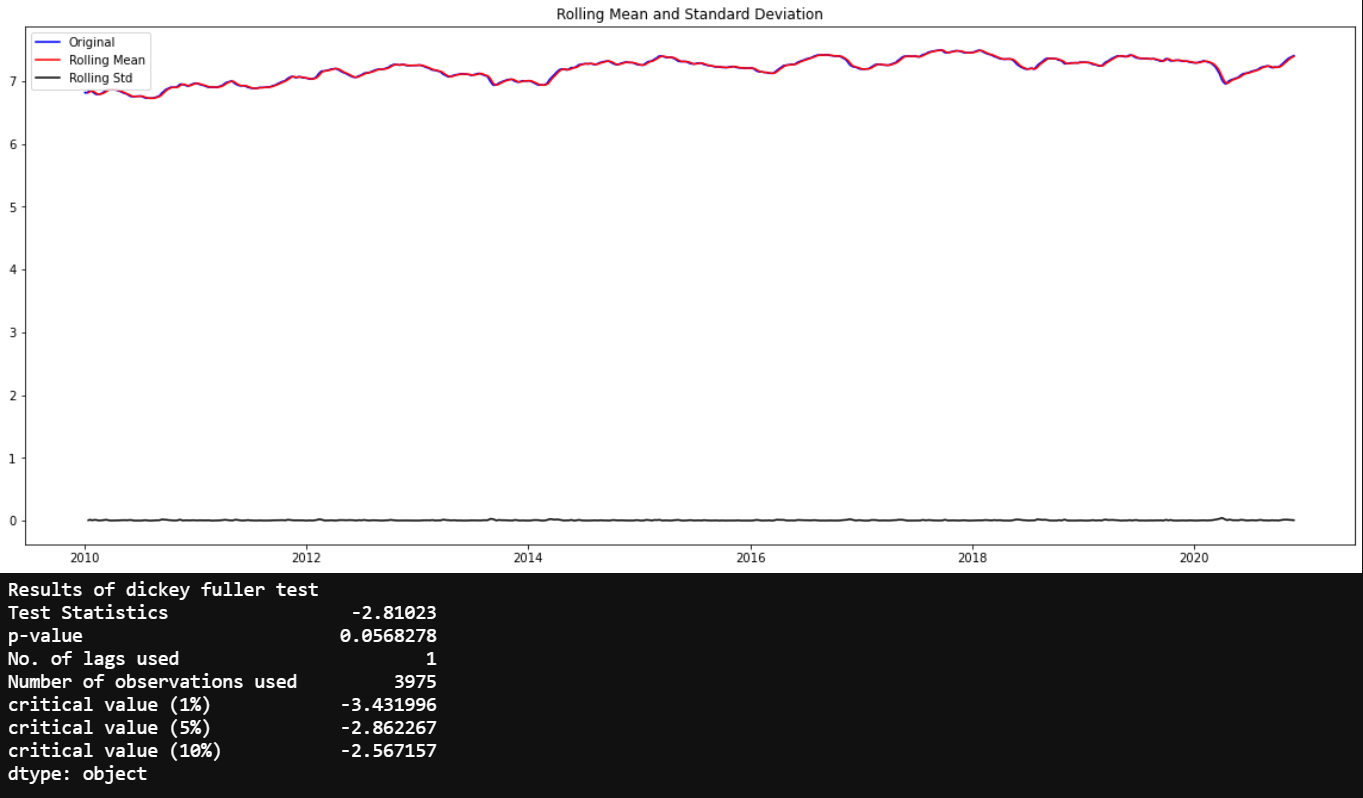 Rolling Mean and Standard Deviation
Original
Rolling Mean
Rolling Std
7
6
5
4
3
2
1
0
2010 2012 2014 2016 2018 2020
Results of dickey fuller test
Test Statistics -2.81023
p-value 0.0568278
No. of lags used 1
Number of observations used 3975
critical value (1%) -3.431996
critical value (5%) -2.862267
critical value (10%) -2.567157
dtype: object